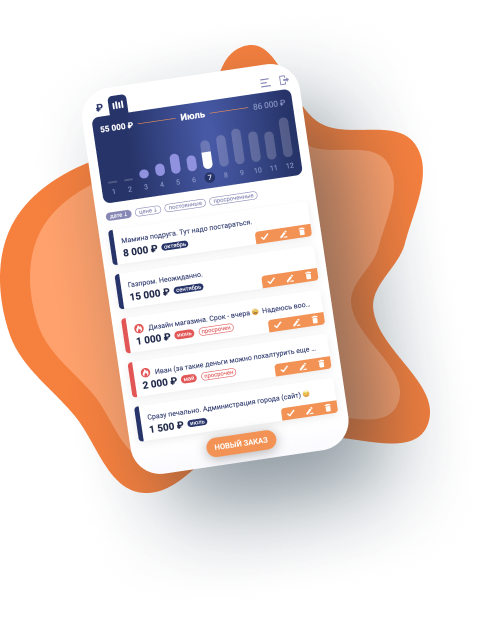 ₽
55 000 ₽ Июль 86 000 ₽
1 2 3 4 5 6 7 8 9 10 11 12
дате ↓ цене ↓ постоянные просроченные
Мамина подруга. Тут надо постараться.
8 000 ₽ октябрь
Газпром. Неожиданно.
15 000 ₽ сентябрь
Дизайн магазина. Срок - вчера 😄 Надеюсь воо...
1 000 ₽ июнь просрочен
Иван (за такие деньги можно похалтурить еще ...
2 000 ₽ май просрочен
Сразу печально. Администрация города (сайт) 😕
1 500 ₽ июль
НОВЫЙ ЗАКАЗ